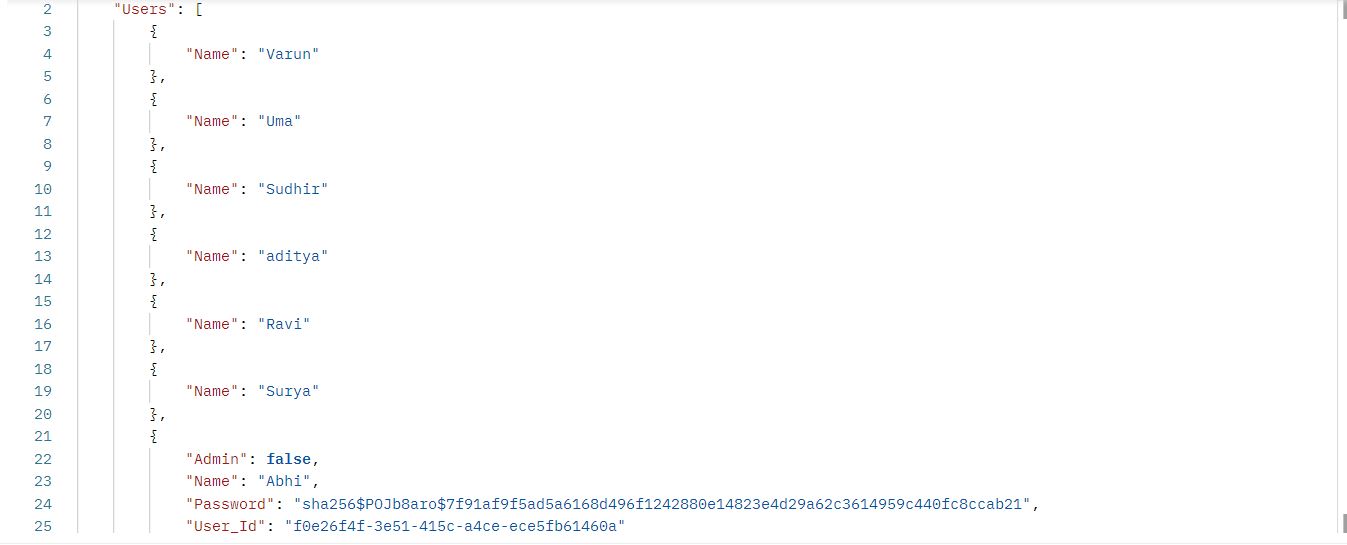 2 "Users": [
3 {
4 "Name": "Varun"
5 },
6 {
7 "Name": "Uma"
8 },
9 {
10 "Name": "Sudhir"
11 },
12 {
13 "Name": "aditya"
14 },
15 {
16 "Name": "Ravi"
17 },
18 {
19 "Name": "Surya"
20 },
21 {
22 "Admin": false,
23 "Name": "Abhi",
24 "Password": "sha256$POJb8aro$7f91af9f5ad5a6168d496f1242880e14823e4d29a62c3614959c440fc8ccab21",
25 "User_Id": "f0e26f4f-3e51-415c-a4ce-ece5fb61460a"